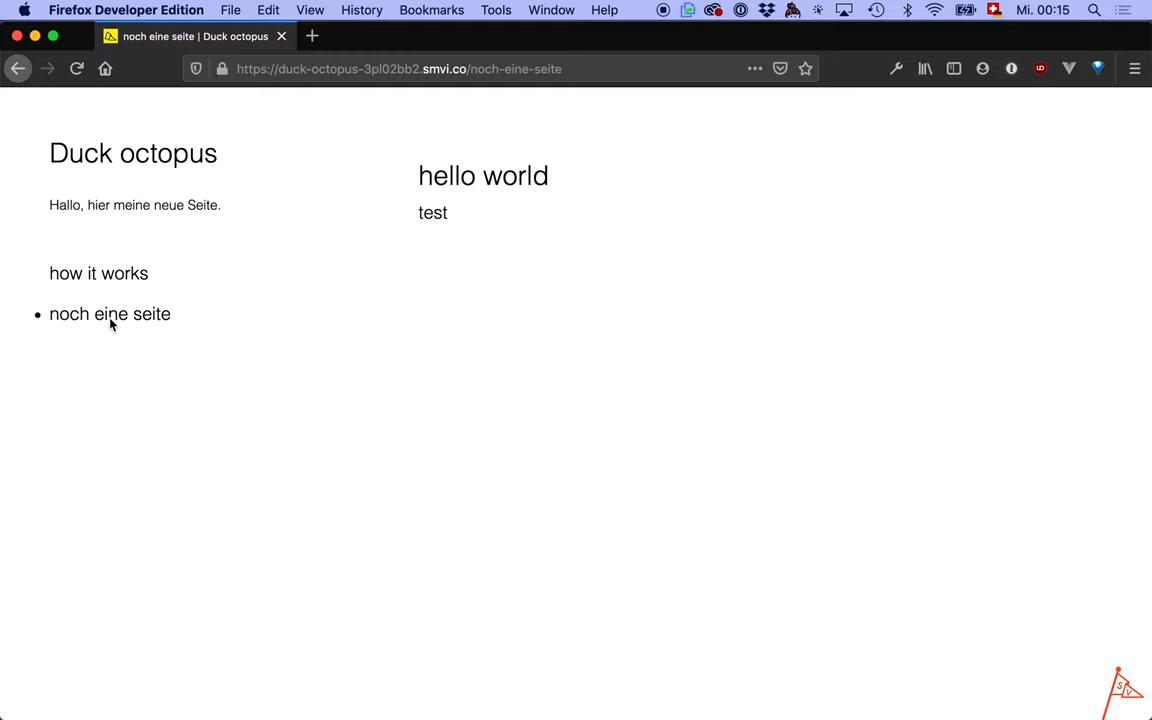 Firefox Developer Edition File Edit View History Bookmarks Tools Window Help Mi. 00:15
noch eine seite | Duck octopus
https://duck-octopus-3pl02bb2.smvi.co/noch-eine-seite
Duck octopus
hello world
Hallo, hier meine neue Seite.
test
how it works
• noch eine seite
S V